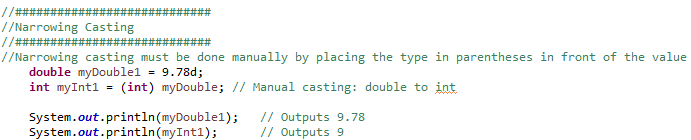 //############################
//Narrowing Casting
//############################
//Narrowing casting must be done manually by placing the type in parentheses in front of the value
double myDouble1 = 9.78d;
int myInt1 = (int) myDouble; // Manual casting: double to int
System.out.println(myDouble1);   // Outputs 9.78
System.out.println(myInt1);      // Outputs 9